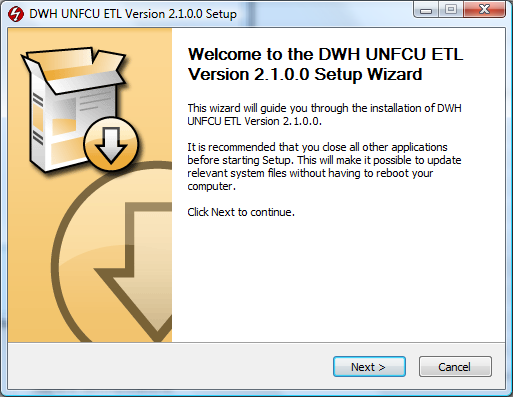 DWH UNFCU ETL Version 2.1.0.0 Setup
Welcome to the DWH UNFCU ETL
Version 2.1.0.0 Setup Wizard
This wizard will guide you through the installation of DWH
UNFCU ETL Version 2.1.0.0.
It is recommended that you close all other applications
before starting Setup. This will make it possible to update
relevant system files without having to reboot your
computer.
Click Next to continue.
Next >
Cancel